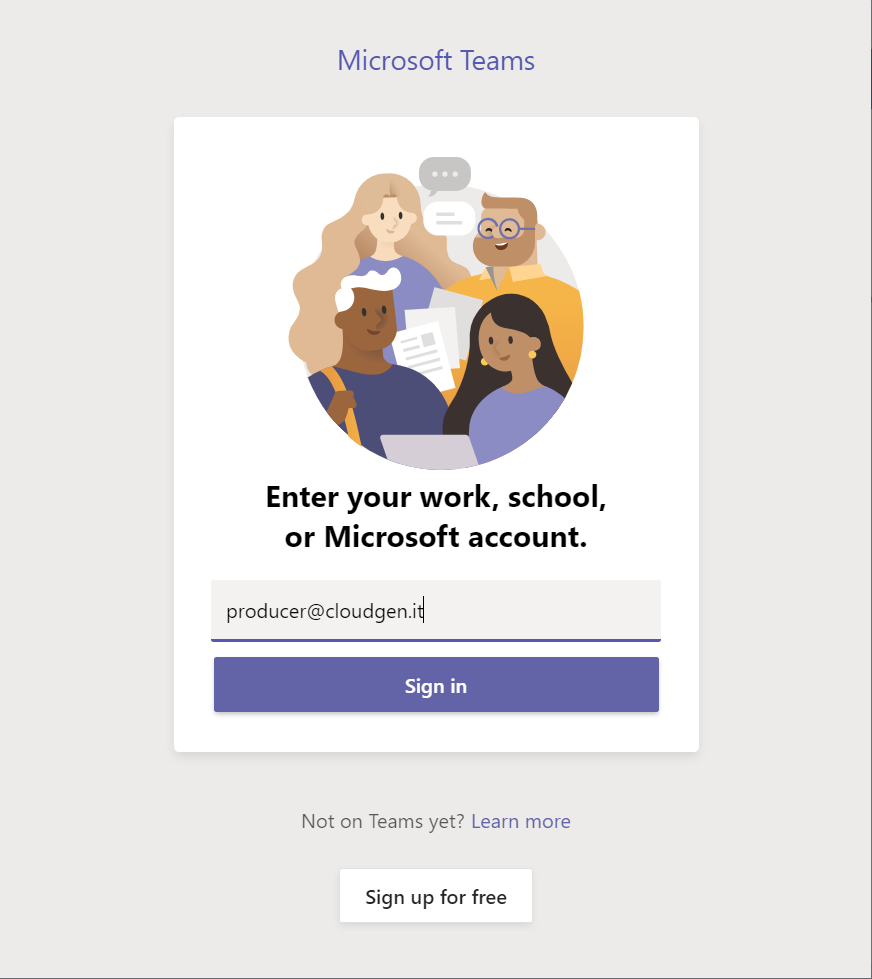 Microsoft Teams
Enter your work, school,
or Microsoft account.
producer@cloudgen.it
Sign in
Not on Teams yet? Learn more
Sign up for free